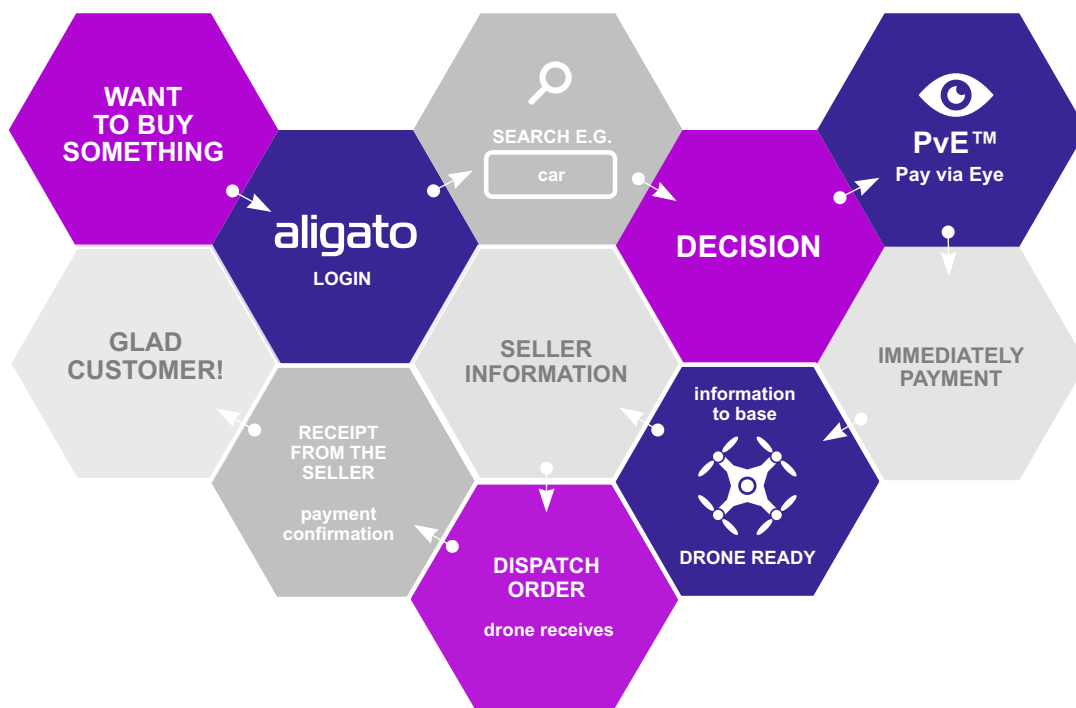 WANT
TO BUY
SOMETHING
aligato
LOGIN
SEARCH E.G.
car
DECISION
PvE™
Pay via Eye
IMMEDIATELY
PAYMENT
information
to base
DRONE READY
SELLER
INFORMATION
DISPATCH
ORDER
drone receives
RECEIPT
FROM THE
SELLER
payment
confirmation
GLAD
CUSTOMER!